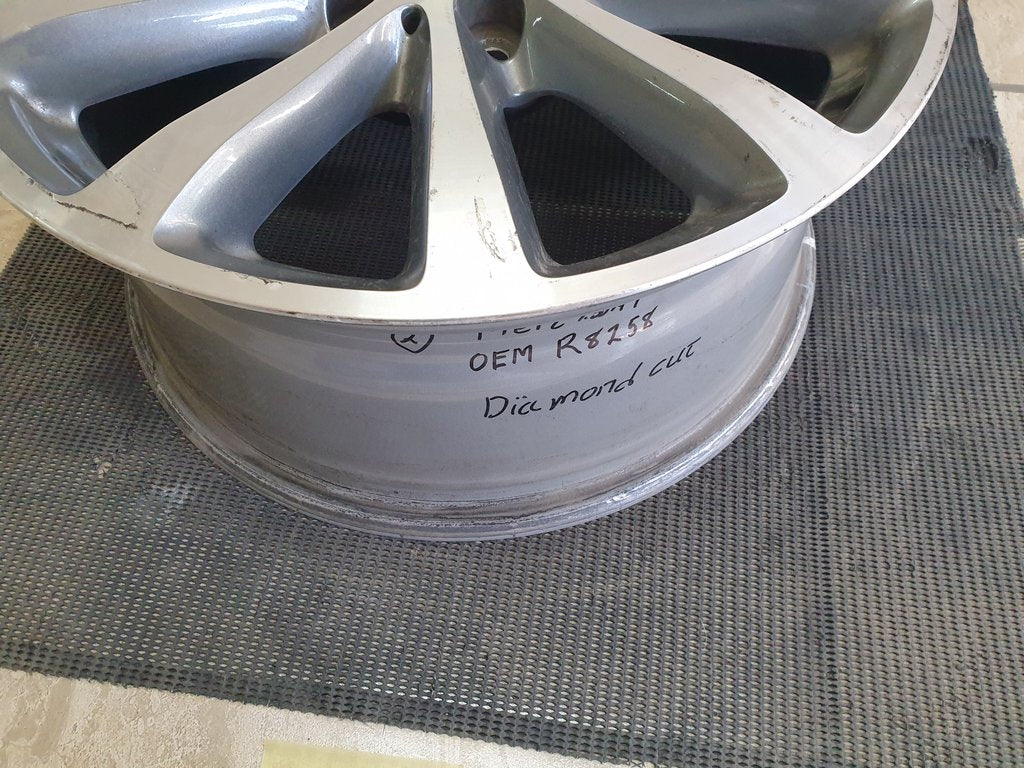 OEM R8258
Diamond cut